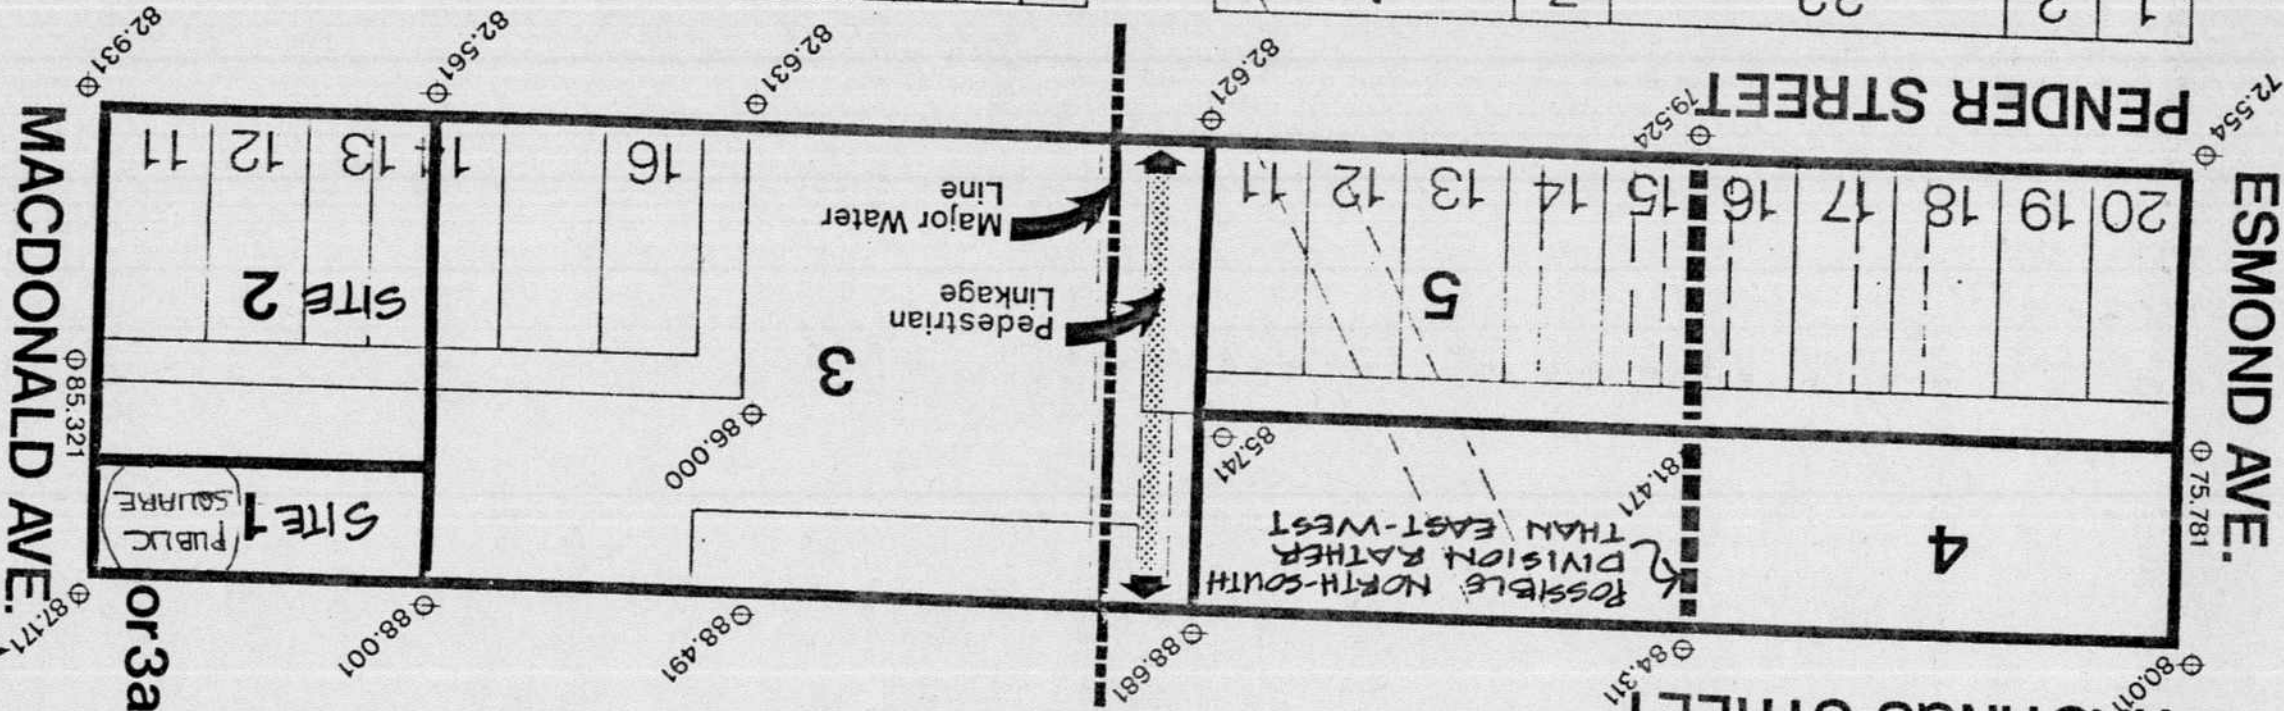 STREET
84.311
88.681
88.491
88.001
87.171
or 3a
4
POSSIBLE NORTH-SOUTH
DIVISION RATHER
THAN EAST-WEST
SITE 1
PUBLIC
SQUARE
ESMOND AVE.
75.781
81.471
85.741
86.000
85.321
MACDONALD AVE.
5
Pedestrian
Linkage
3
SITE 2
Major Water
Line
20
19
18
17
16
15
14
13
12
11
16
13
12
11
72.554
PENDER STREET
79.524
82.621
82.631
82.561
82.931
1
2
22